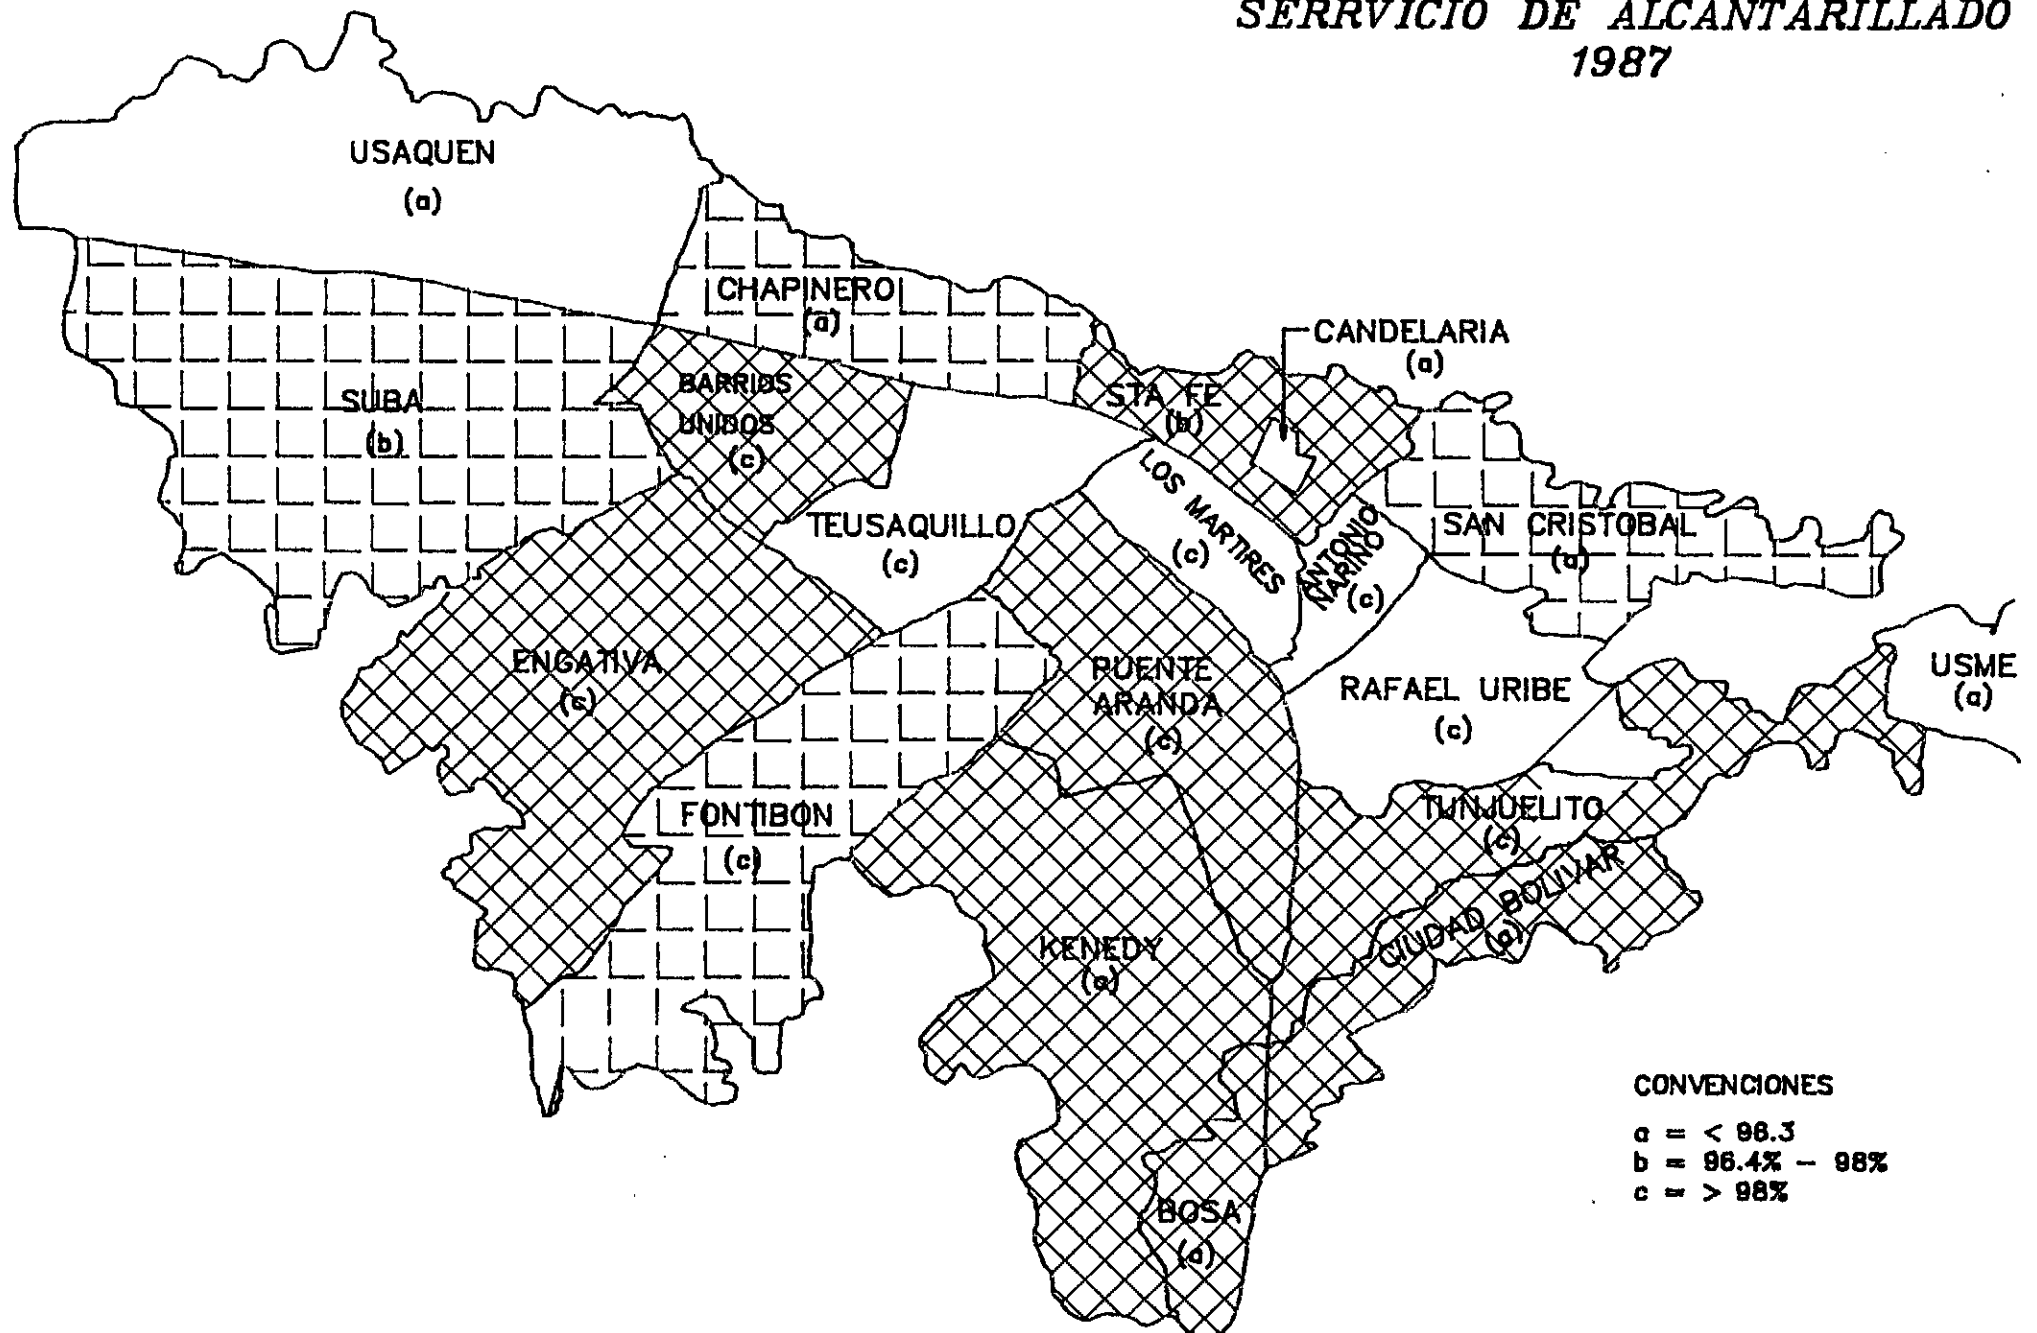 SERRVICIO DE ALCANTARILLADO
1987
USAQUEN
(a)
CHAPINERO
(a)
CANDELARIA
(a)
SUBA
(b)
BARRIOS
UNIDOS
(c)
STA FE
(b)
LOS MARTIRES
(c)
TEUSAQUILLO
(c)
ANTONIO
NARINO
(c)
SAN CRISTOBAL
(a)
ENGATIVA
(c)
PUENTE
ARANDA
(c)
RAFAEL URIBE
(c)
USME
(a)
FONTIBON
(c)
TUNJUELITO
(c)
CIUDAD BOLIVAR
(a)
KENEDY
(a)
BOSA
(a)
CONVENCIONES
a = < 96.3
b = 96.4% - 98%
c = > 98%